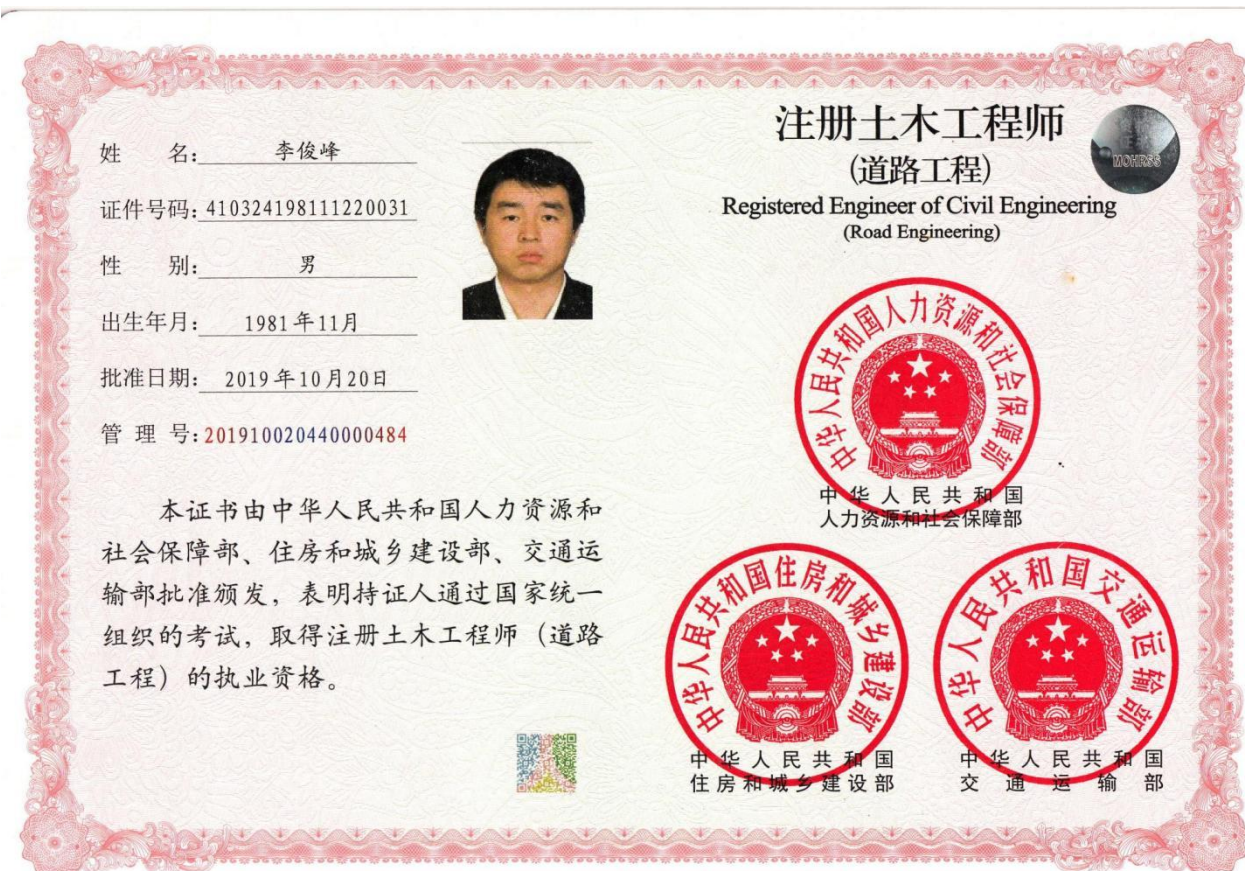 姓 名: 李俊峰
证件号码: 410324198111220031
性 别: 男
出生年月: 1981年11月
批准日期: 2019年10月20日
管 理 号: 201910020440000484
本证书由中华人民共和国人力资源和
社会保障部、住房和城乡建设部、交通运
输部批准颁发，表明持证人通过国家统一
组织的考试，取得注册土木工程师（道路
工程）的执业资格。
注册土木工程师
(道路工程)
Registered Engineer of Civil Engineering
(Road Engineering)
MOHRSS
中华人民共和国人力资源和社会保障部
中华人民共和国
人力资源和社会保障部
中华人民共和国住房和城乡建设部
中华人民共和国
住房和城乡建设部
中华人民共和国交通运输部
中华人民共和国
交通运输部